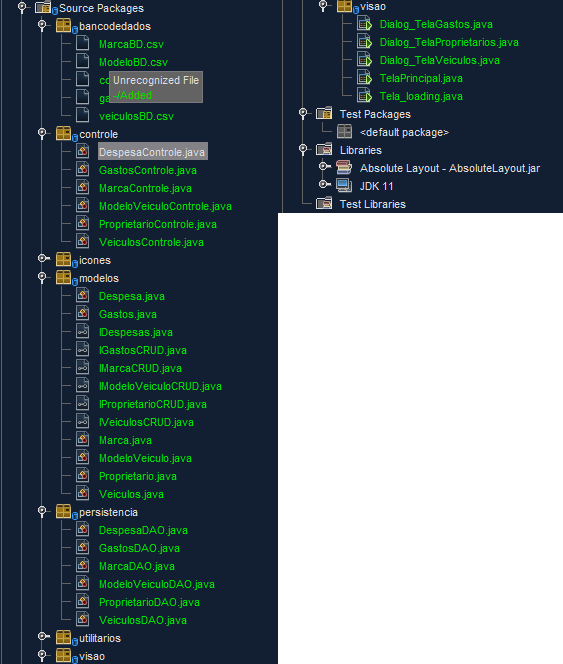 Source Packages
bancodedados
MarcaBD.csv
ModeloBD.csv
co
Unrecognized File
-/Added
ga
veiculosBD.csv
controle
DespesaControle.java
GastosControle.java
MarcaControle.java
ModeloVeiculoControle.java
ProprietarioControle.java
VeiculosControle.java
icones
modelos
Despesa.java
Gastos.java
IDespesas.java
IGastosCRUD.java
IMarcaCRUD.java
IModeloVeiculoCRUD.java
IProprietarioCRUD.java
IVeiculosCRUD.java
Marca.java
ModeloVeiculo.java
Proprietario.java
Veiculos.java
persistencia
DespesaDAO.java
GastosDAO.java
MarcaDAO.java
ModeloVeiculoDAO.java
ProprietarioDAO.java
VeiculosDAO.java
utilitarios
visao
visao
Dialog_TelaGastos.java
Dialog_TelaProprietarios.java
Dialog_TelaVeiculos.java
TelaPrincipal.java
Tela_loading.java
Test Packages
<default package>
Libraries
Absolute Layout - AbsoluteLayout.jar
JDK 11
Test Libraries